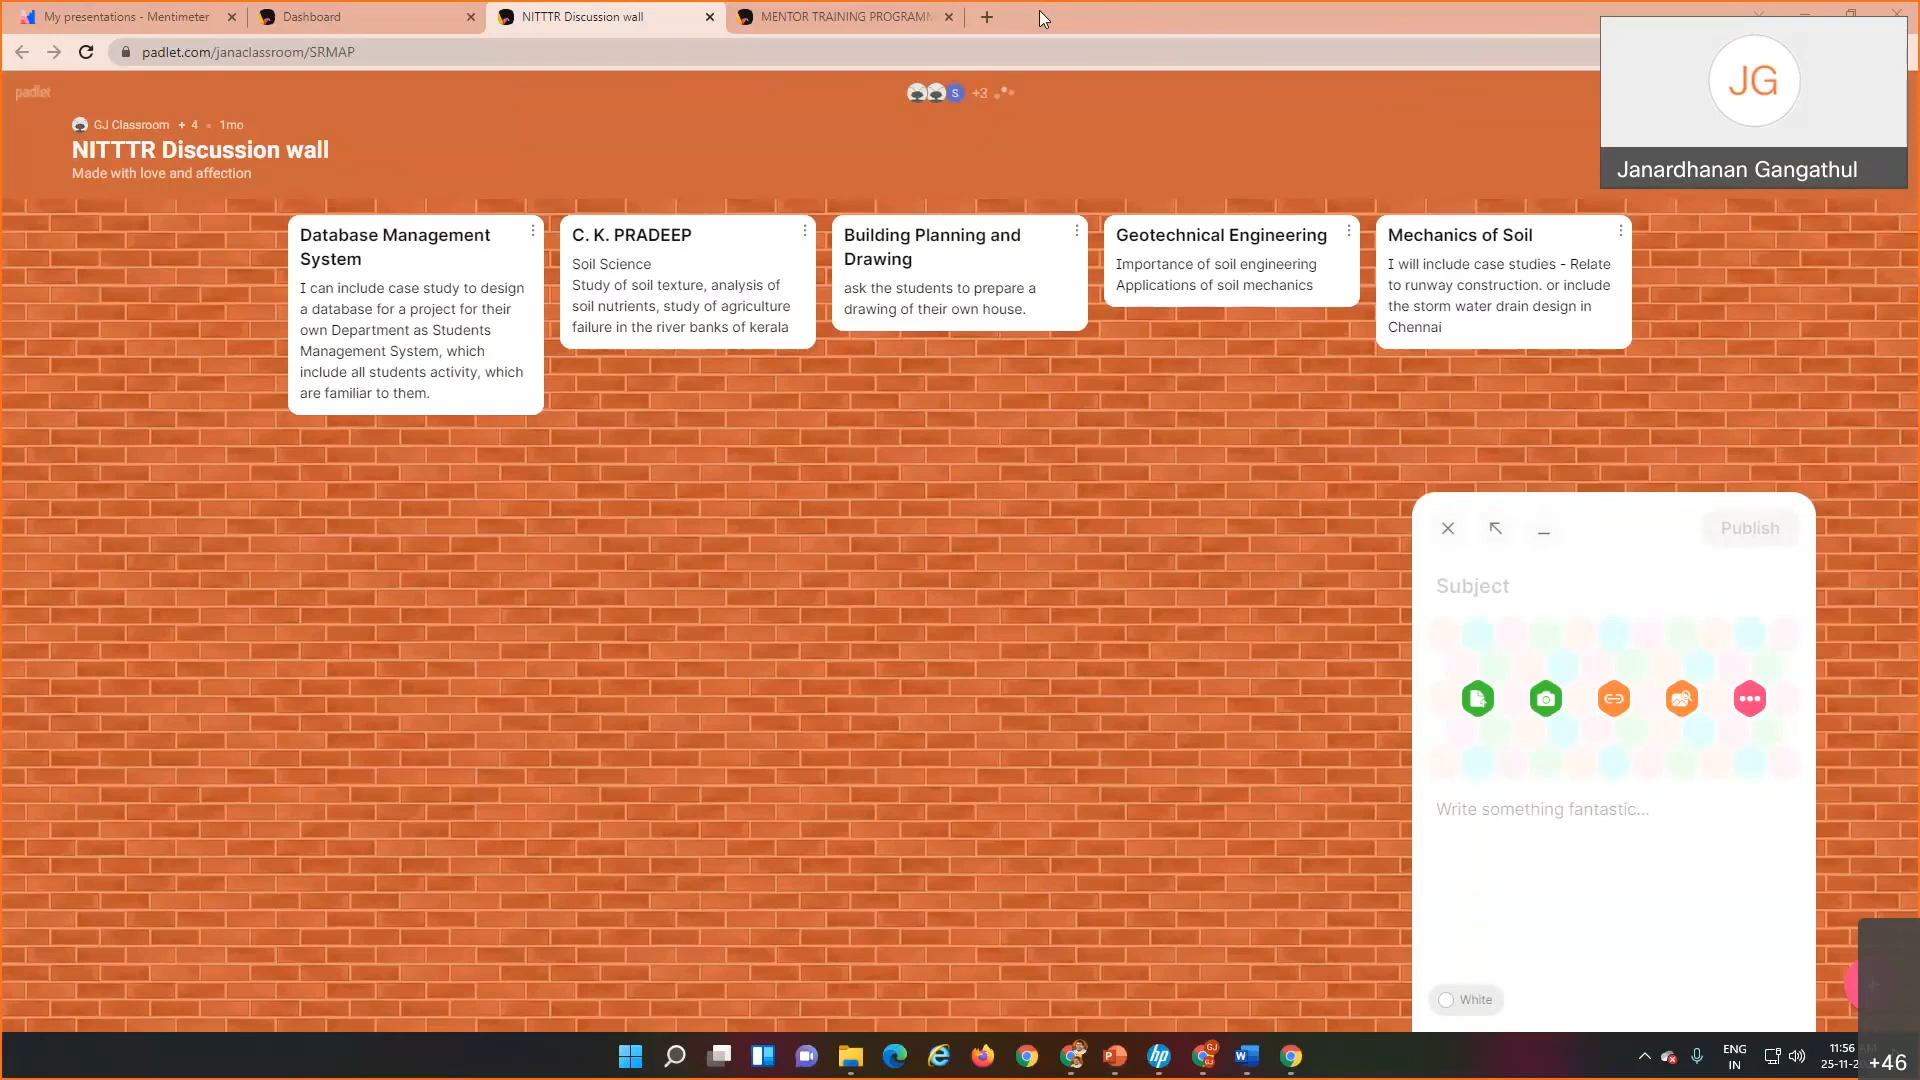 My presentations - Mentimeter
Dashboard
NITTTR Discussion wall
MENTOR TRAINING PROGRAM
padlet.com/janaclassroom/SRMAP
padlet
S +3
JG
Janardhanan Gangathul
GJ Classroom + 4 • 1mo
NITTTR Discussion wall
Made with love and affection
Database Management
System
I can include case study to design
a database for a project for their
own Department as Students
Management System, which
include all students activity, which
are familiar to them.
C. K. PRADEEP
Soil Science
Study of soil texture, analysis of
soil nutrients, study of agriculture
failure in the river banks of kerala
Building Planning and
Drawing
ask the students to prepare a
drawing of their own house.
Geotechnical Engineering
Importance of soil engineering
Applications of soil mechanics
Mechanics of Soil
I will include case studies - Relate
to runway construction. or include
the storm water drain design in
Chennai
Publish
Subject
Write something fantastic...
White
ENG
IN
11:56
25-11-2
+46